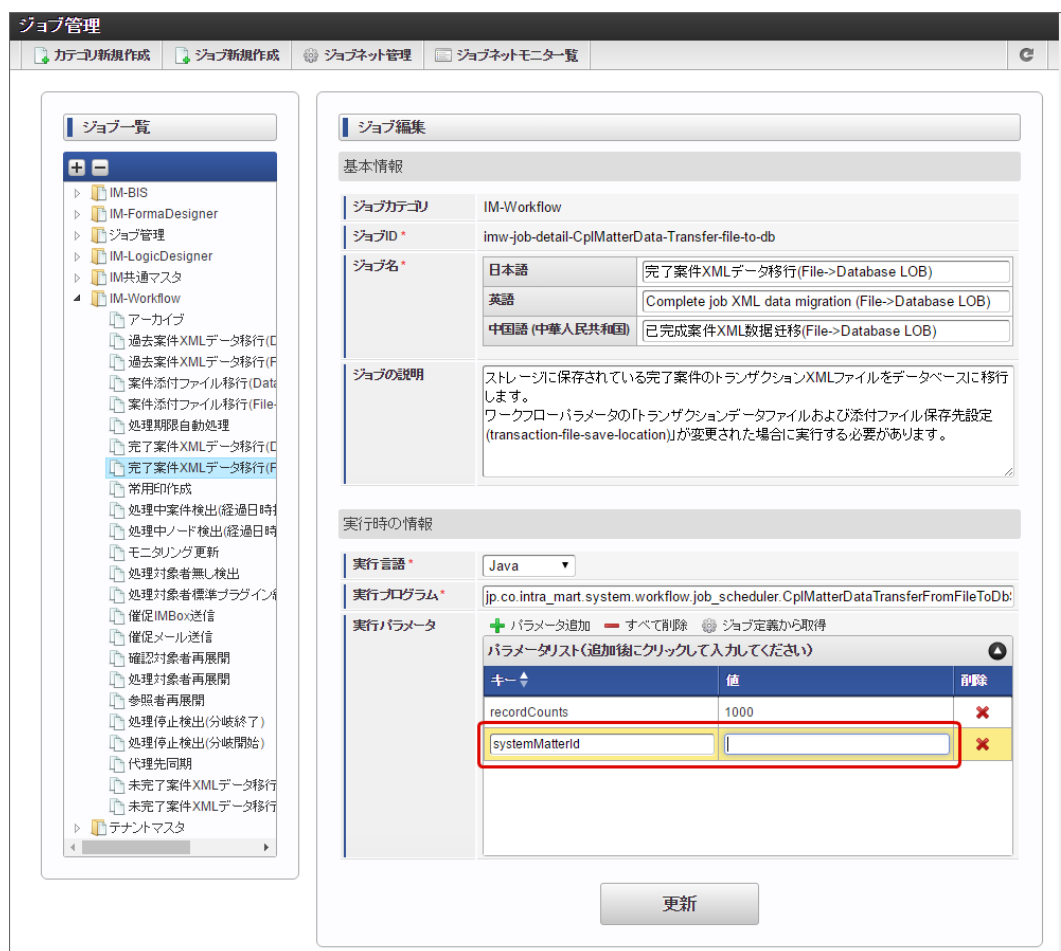 ジョブ管理
カテゴリ新規作成 ジョブ新規作成 ジョブネット管理 ジョブネットモニター覧
ジョブ一覧
IM-BIS
IM-FormaDesigner
ジョブ管理
IM-LogicDesigner
IM共通マスタ
IM-Workflow
アーカイブ
過去案件XMLデータ移行(D
過去案件XMLデータ移行(F
案件添付ファイル移行(Data
案件添付ファイル移行(File-
処理期限自動処理
完了案件XMLデータ移行(D
完了案件XMLデータ移行(F
常用印作成
処理中案件検出(経過日時
処理中ノード検出(経過日時
モニタリング更新
処理対象者無し検出
処理対象者標準プラグイン
催促IMBox送信
催促メール送信
確認対象者再展開
処理対象者再展開
参照者再展開
処理停止検出(分岐終了)
処理停止検出(分岐開始)
代理先同期
未完了案件XMLデータ移行
未完了案件XMLデータ移行
テナントマスタ
ジョブ編集
基本情報
ジョブカテゴリ IM-Workflow
ジョブID * imw-job-detail-CplMatterData-Transfer-file-to-db
ジョブ名 * 日本語 完了案件XMLデータ移行(File->Database LOB)
英語 Complete job XML data migration (File->Database LOB)
中国語 (中華人民共和国) 已完成案件XML数据迁移(File->Database LOB)
ジョブの説明 ストレージに保存されている完了案件のトランザクションXMLファイルをデータベースに移行
します。
ワークフローパラメータの「トランザクションデータファイルおよび添付ファイル保存先設定
(transaction-file-save-location)」が変更された場合に実行する必要があります。
実行時の情報
実行言語 * Java
実行プログラム * jp.co.intra_mart.system.workflow.job_scheduler.CplMatterDataTransferFromFileToDb
実行パラメータ パラメータ追加 すべて削除 ジョブ定義から取得
パラメータリスト(追加後にクリックして入力してください)
キー 値 削除
recordCounts 1000
systemMatterId
更新